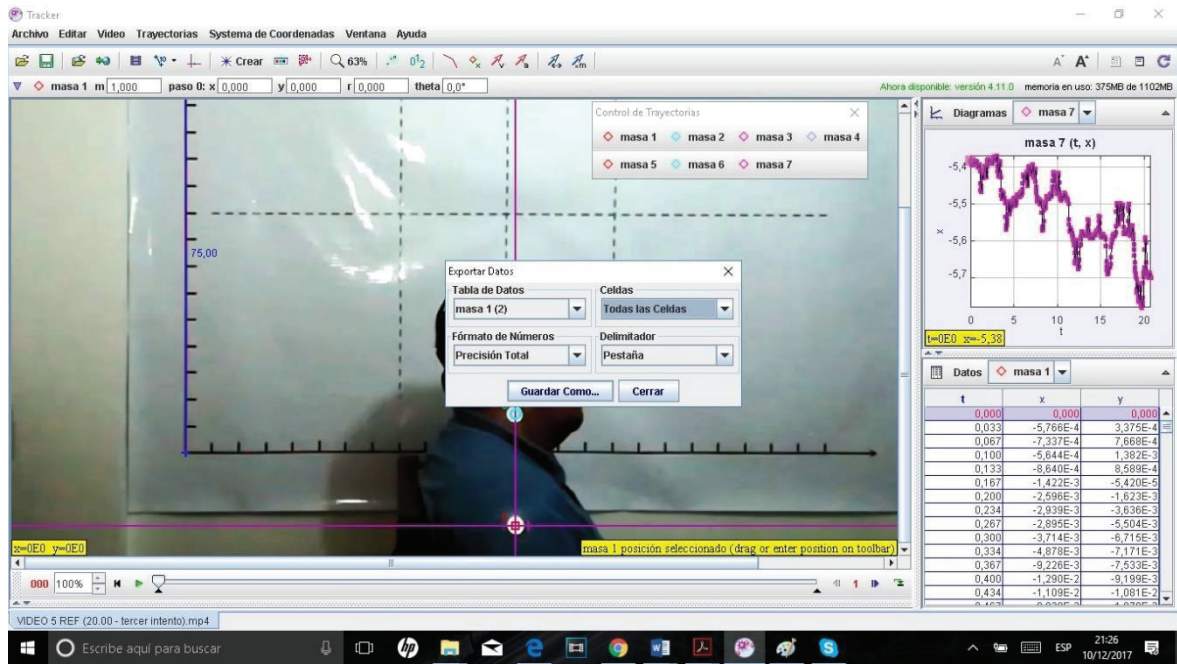 Tracker
Archivo Editar Video Trayectorias Systema de Coordenadas Ventana Ayuda
Crear 63%
masa 1 m 1,000 paso 0: x 0,000 y 0,000 r 0,000 theta 0,0° Ahora disponible: versión 4.11.0 memoria en uso: 375MB de 1102MB
Control de Trayectorias
masa 1 masa 2 masa 3 masa 4
masa 5 masa 6 masa 7
75,00
Exportar Datos
Tabla de Datos Celdas
masa 1 (2) Todas las Celdas
Fórmato de Números Delimitador
Precisión Total Pestaña
Guardar Como... Cerrar
x=0E0 y=0E0
masa 1 posición seleccionado (drag or enter position on toolbar)
000 100% 1
Diagramas masa 7
masa 7 (t, x)
-5,4
-5,5
x
-5,6
-5,7
0 5 10 15 20
t
t=0E0 x=-5,38
Datos masa 1
t x y
0,000 0,000 0,000
0,033 -5,766E-4 3,375E-4
0,067 -7,337E-4 7,668E-4
0,100 -5,644E-4 1,382E-3
0,133 -8,640E-4 8,589E-4
0,167 -1,422E-3 -5,420E-5
0,200 -2,596E-3 -1,623E-3
0,234 -2,939E-3 -3,636E-3
0,267 -2,895E-3 -5,504E-3
0,300 -3,714E-3 -6,715E-3
0,334 -4,878E-3 -7,171E-3
0,367 -9,226E-3 -7,533E-3
0,400 -1,290E-2 -9,199E-3
0,434 -1,109E-2 -1,081E-2
VIDEO 5 REF (20.00 - tercer intento).mp4
Escribe aquí para buscar
ESP
21:26
10/12/2017